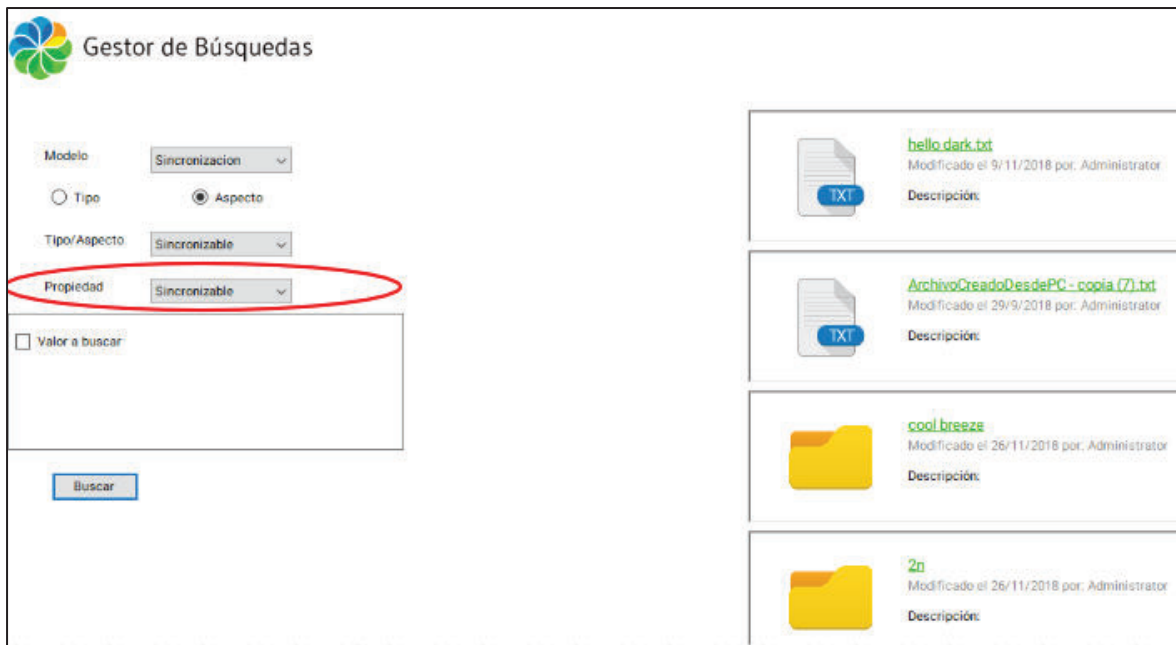 Gestor de Búsquedas
Modelo
Sincronizacion
Tipo
Aspecto
Tipo/Aspecto
Sincronizable
Propiedad
Sincronizable
Valor a buscar
Buscar
hello dark.txt
Modificado el 9/11/2018 por: Administrator
Descripción:
TXT
ArchivoCreadoDesdePC - copia (7).txt
Modificado el 29/9/2018 por: Administrator
Descripción:
TXT
cool breeze
Modificado el 26/11/2018 por: Administrator
Descripción:
2n
Modificado el 26/11/2018 por: Administrator
Descripción: